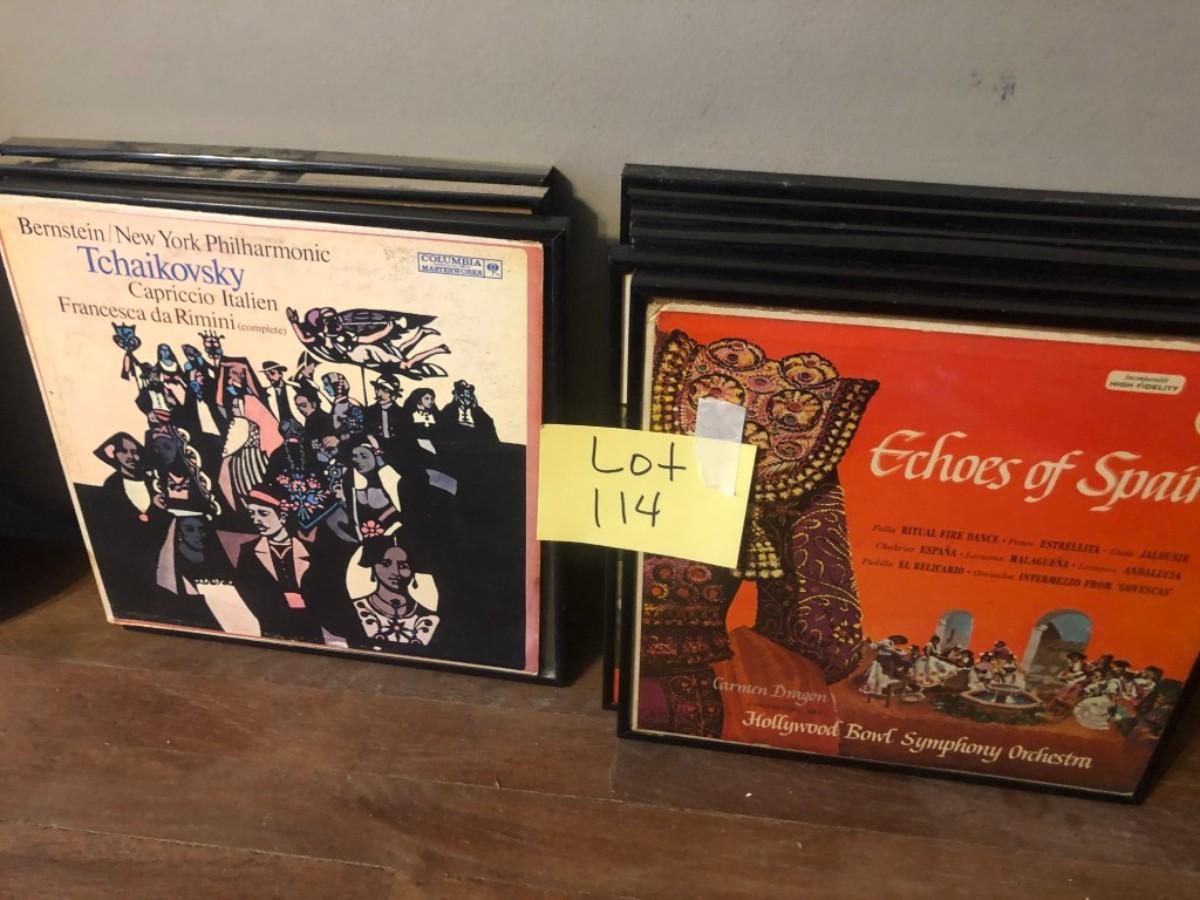 Bernstein/New York Philharmonic
Tchaikovsky
Capriccio Italien
Francesca da Rimini (complete)
COLUMBIA
MASTERWORKS
Lot
114
Incomparable
HIGH FIDELITY
Echoes of Spain
Falla RITUAL FIRE DANCE • Ponce ESTRELLITA • Gade JALOUSIE
Chabrier ESPAÑA • Lecuona MALAGUEÑA • Lecuona ANDALUCIA
Padilla EL RELICARIO • Granados INTERMEZZO FROM 'GOYESCAS'
Carmen Dragon
Hollywood Bowl Symphony Orchestra